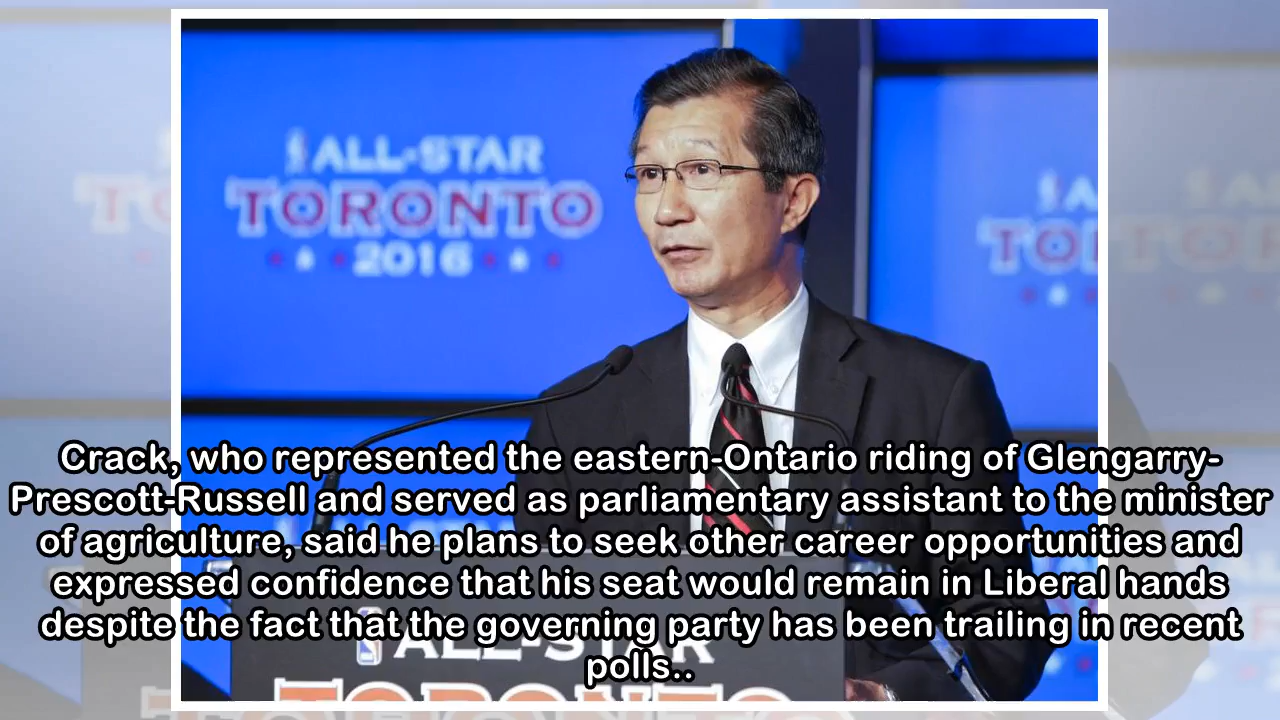 ALL-STAR
TORONTO
2016
Crack, who represented the eastern-Ontario riding of Glengarry-
Prescott-Russell and served as parliamentary assistant to the minister
of agriculture, said he plans to seek other career opportunities and
expressed confidence that his seat would remain in Liberal hands
despite the fact that the governing party has been trailing in recent
polls..
ALL-STAR
TORONTO